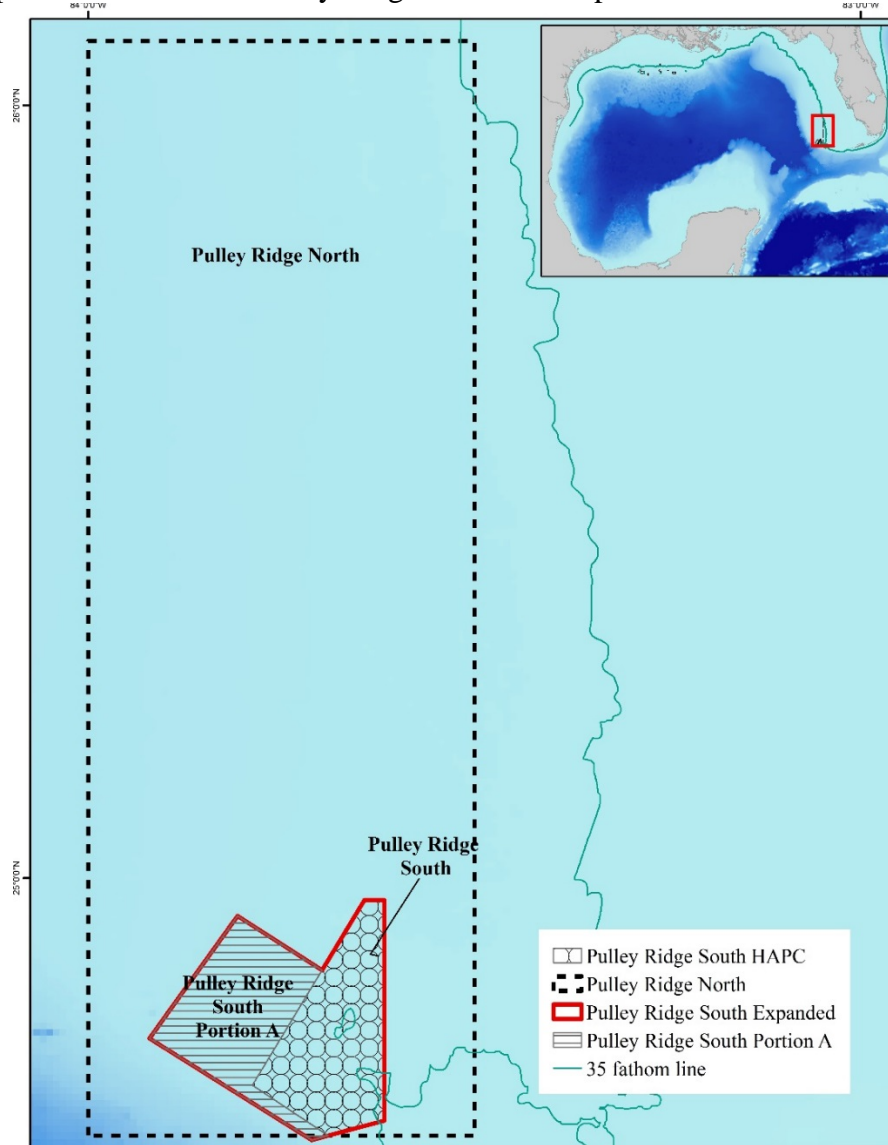 84°0'0"W
83°0'0"W
26°0'0"N
Pulley Ridge North
25°0'0"N
Pulley Ridge
South
Pulley Ridge
South
Portion A
Pulley Ridge South HAPC
Pulley Ridge North
Pulley Ridge South Expanded
Pulley Ridge South Portion A
35 fathom line